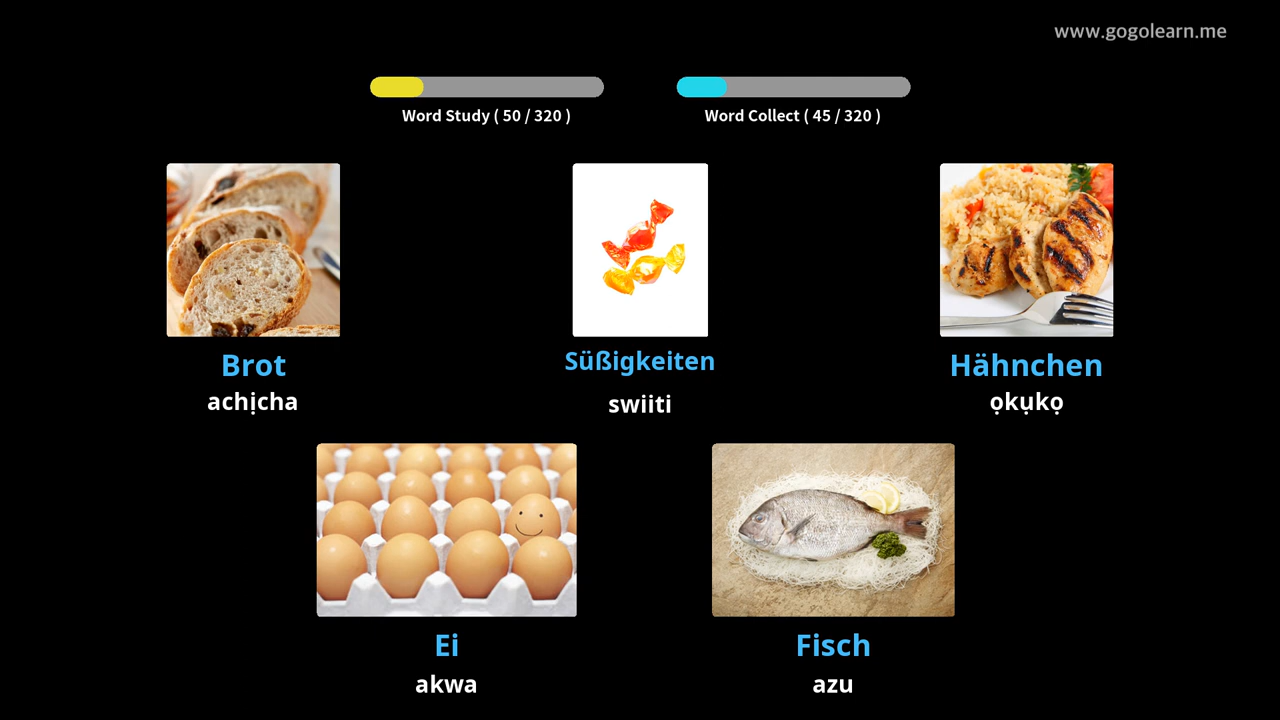 www.gogolearn.me
Word Study ( 50 / 320 )
Word Collect ( 45 / 320 )
Brot
achịcha
Süßigkeiten
swiiti
Hähnchen
ọkụkọ
Ei
akwa
Fisch
azu